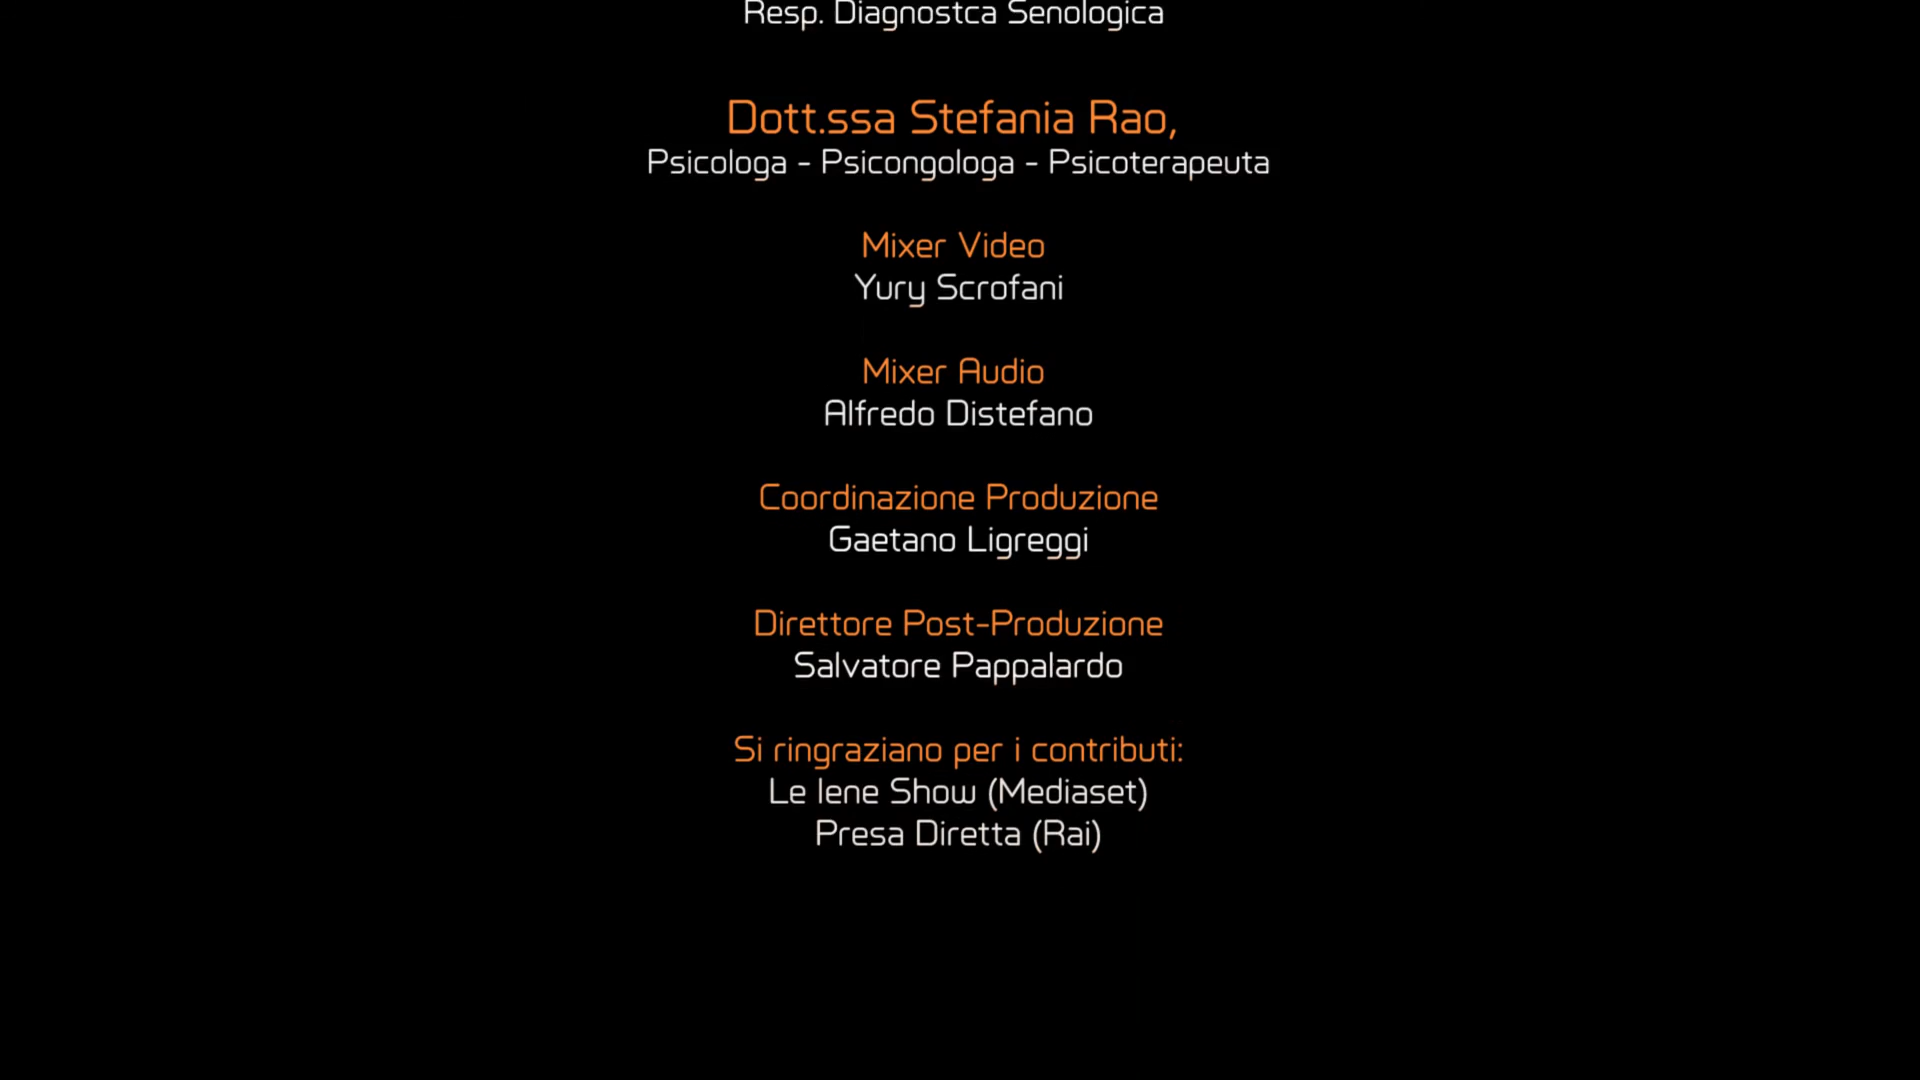 Resp. Diagnostca Senologica
Dott.ssa Stefania Rao,
Psicologa - Psicongologa - Psicoterapeuta
Mixer Video
Yury Scrofani
Mixer Audio
Alfredo Distefano
Coordinazione Produzione
Gaetano Ligreggi
Direttore Post-Produzione
Salvatore Pappalardo
Si ringraziano per i contributi:
Le Iene Show (Mediaset)
Presa Diretta (Rai)